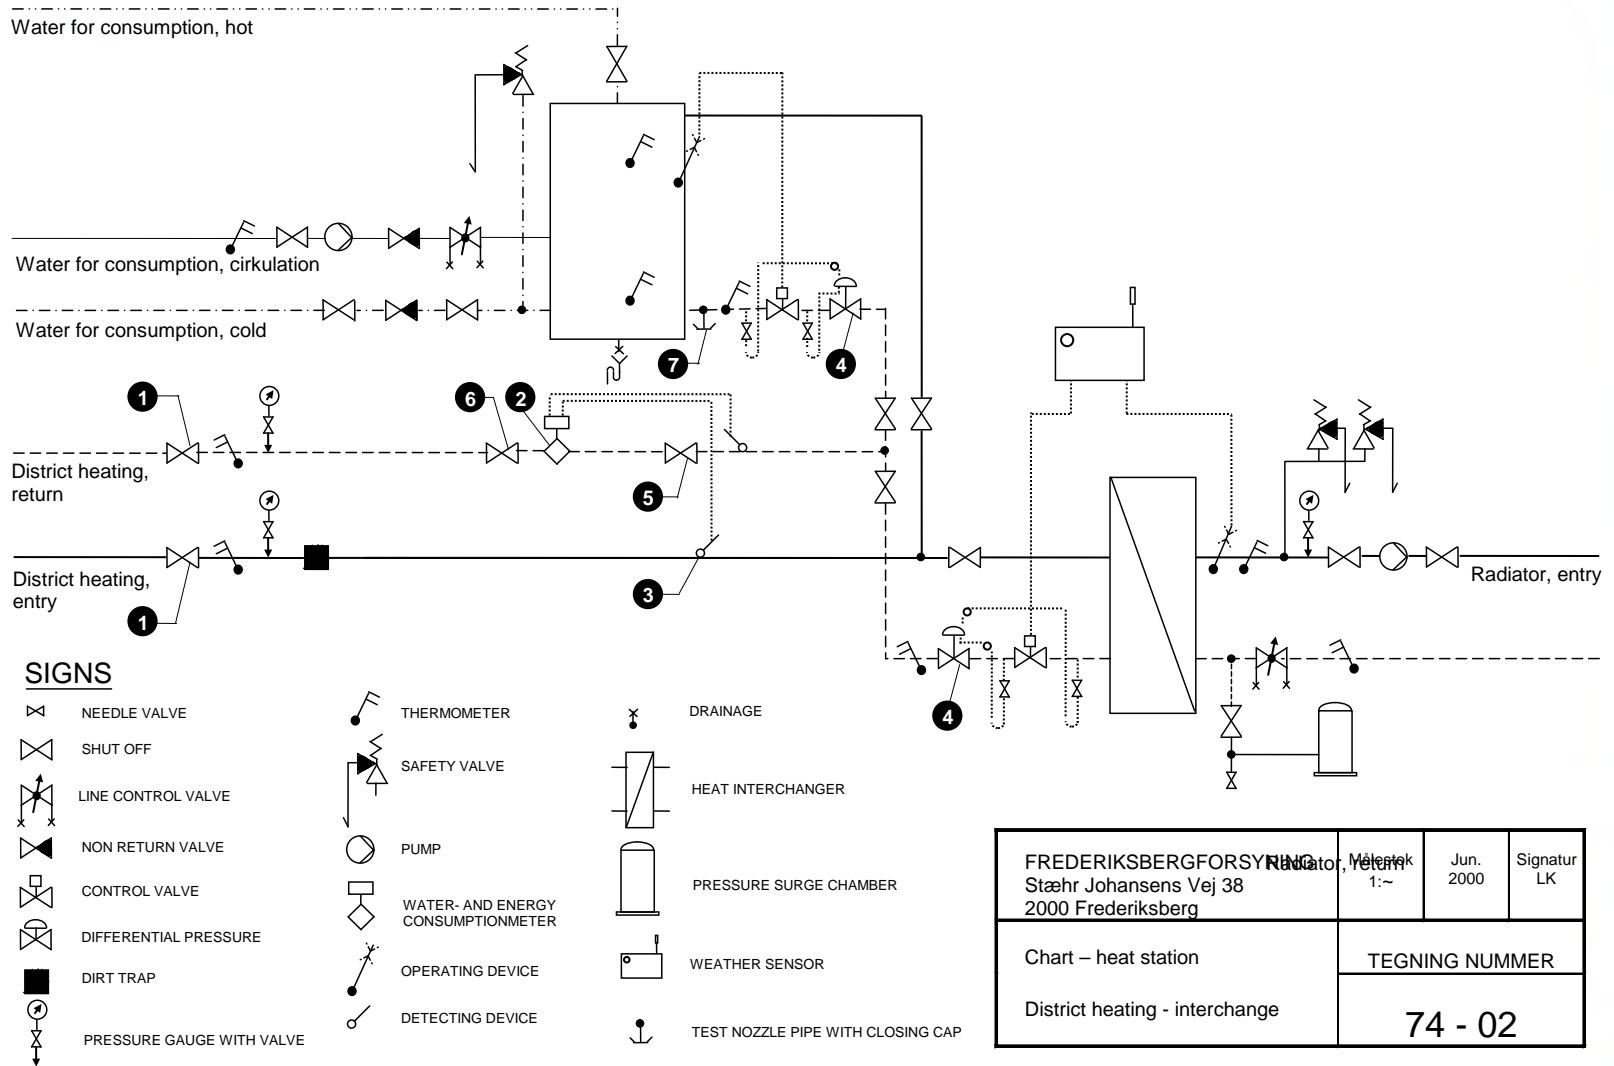 Water for consumption, hot
Water for consumption, cirkulation
Water for consumption, cold
7
4
1
6
2
District heating,
return
5
District heating,
entry
3
1
Radiator, entry
4
SIGNS
NEEDLE VALVE
SHUT OFF
LINE CONTROL VALVE
NON RETURN VALVE
CONTROL VALVE
DIFFERENTIAL PRESSURE
DIRT TRAP
PRESSURE GAUGE WITH VALVE
THERMOMETER
SAFETY VALVE
PUMP
WATER- AND ENERGY
CONSUMPTIONMETER
OPERATING DEVICE
DETECTING DEVICE
DRAINAGE
HEAT INTERCHANGER
PRESSURE SURGE CHAMBER
WEATHER SENSOR
TEST NOZZLE PIPE WITH CLOSING CAP
FREDERIKSBERGFORSYNING
Stæhr Johansens Vej 38
2000 Frederiksberg
Radiator, return
Målestok
1:~
Jun.
2000
Signatur
LK
Chart – heat station
District heating - interchange
TEGNING NUMMER
74 - 02